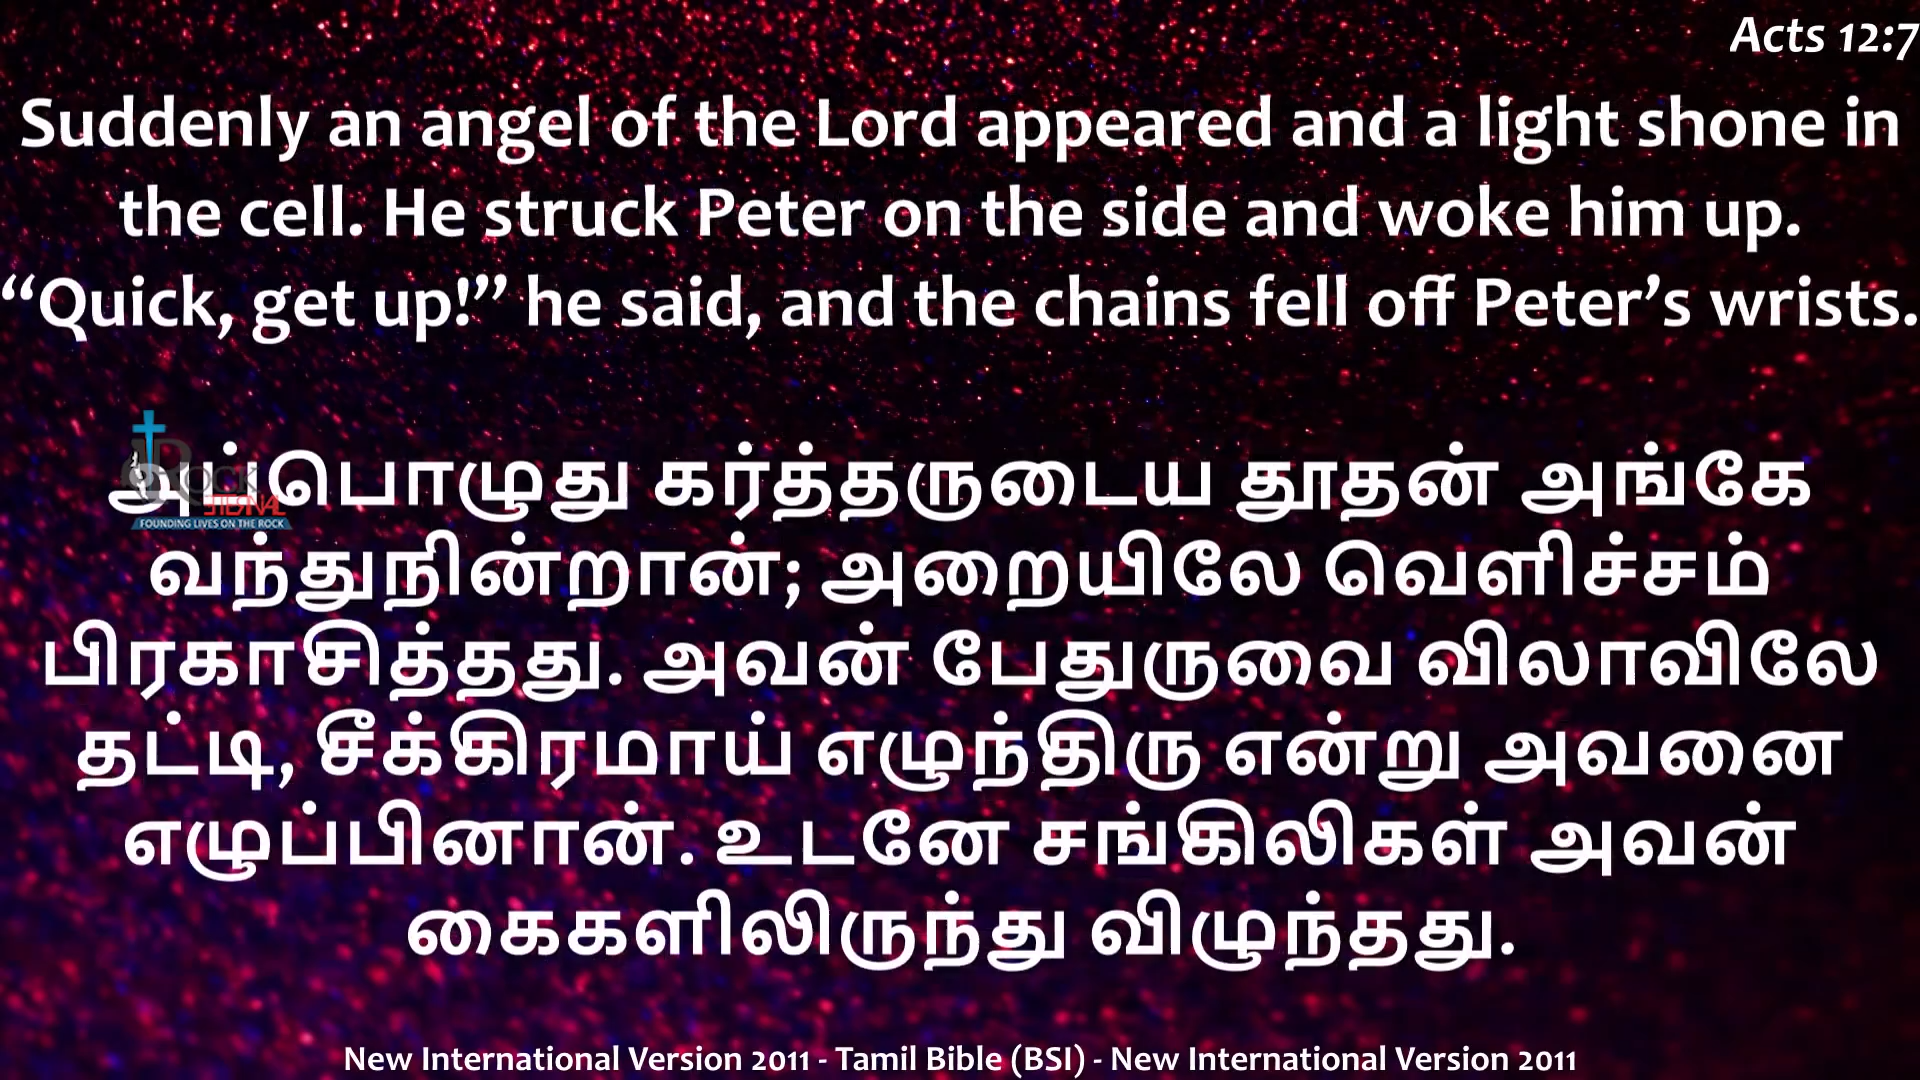 Acts 12:7
Suddenly an angel of the Lord appeared and a light shone in
the cell. He struck Peter on the side and woke him up.
“Quick, get up!” he said, and the chains fell off Peter’s wrists.
அப்பொழுது கர்த்தருடைய தூதன் அங்கே
ROCK
ETERNAL
FOUNDING LIVES ON THE ROCK
வந்துநின்றான்; அறையிலே வெளிச்சம்
பிரகாசித்தது. அவன் பேதுருவை விலாவிலே
தட்டி, சீக்கிரமாய் எழுந்திரு என்று அவனை
எழுப்பினான். உடனே சங்கிலிகள் அவன்
கைகளிலிருந்து விழுந்தது.
New International Version 2011 - Tamil Bible (BSI) - New International Version 2011